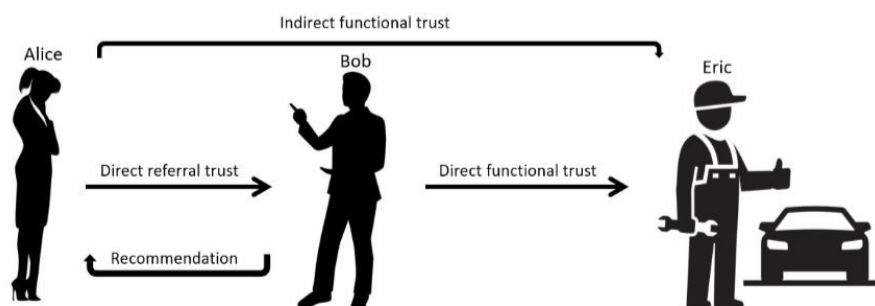 Indirect functional trust
Alice
Bob
Eric
Direct referral trust
Direct functional trust
Recommendation